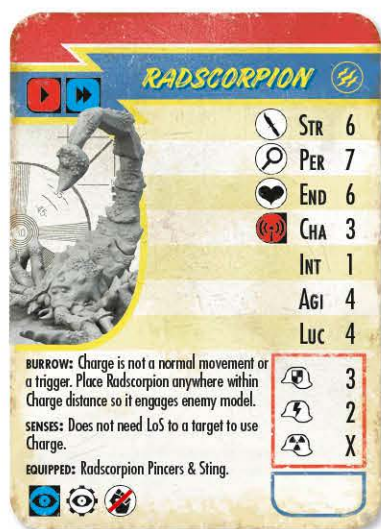 RADSCORPION
STR 6
PER 7
END 6
CHA 3
INT 1
AGI 4
LUC 4
BURROW: Charge is not a normal movement or
a trigger. Place Radscorpion anywhere within
Charge distance so it engages enemy model.
SENSES: Does not need LoS to a target to use
Charge.
EQUIPPED: Radscorpion Pincers & Sting.
3
2
X